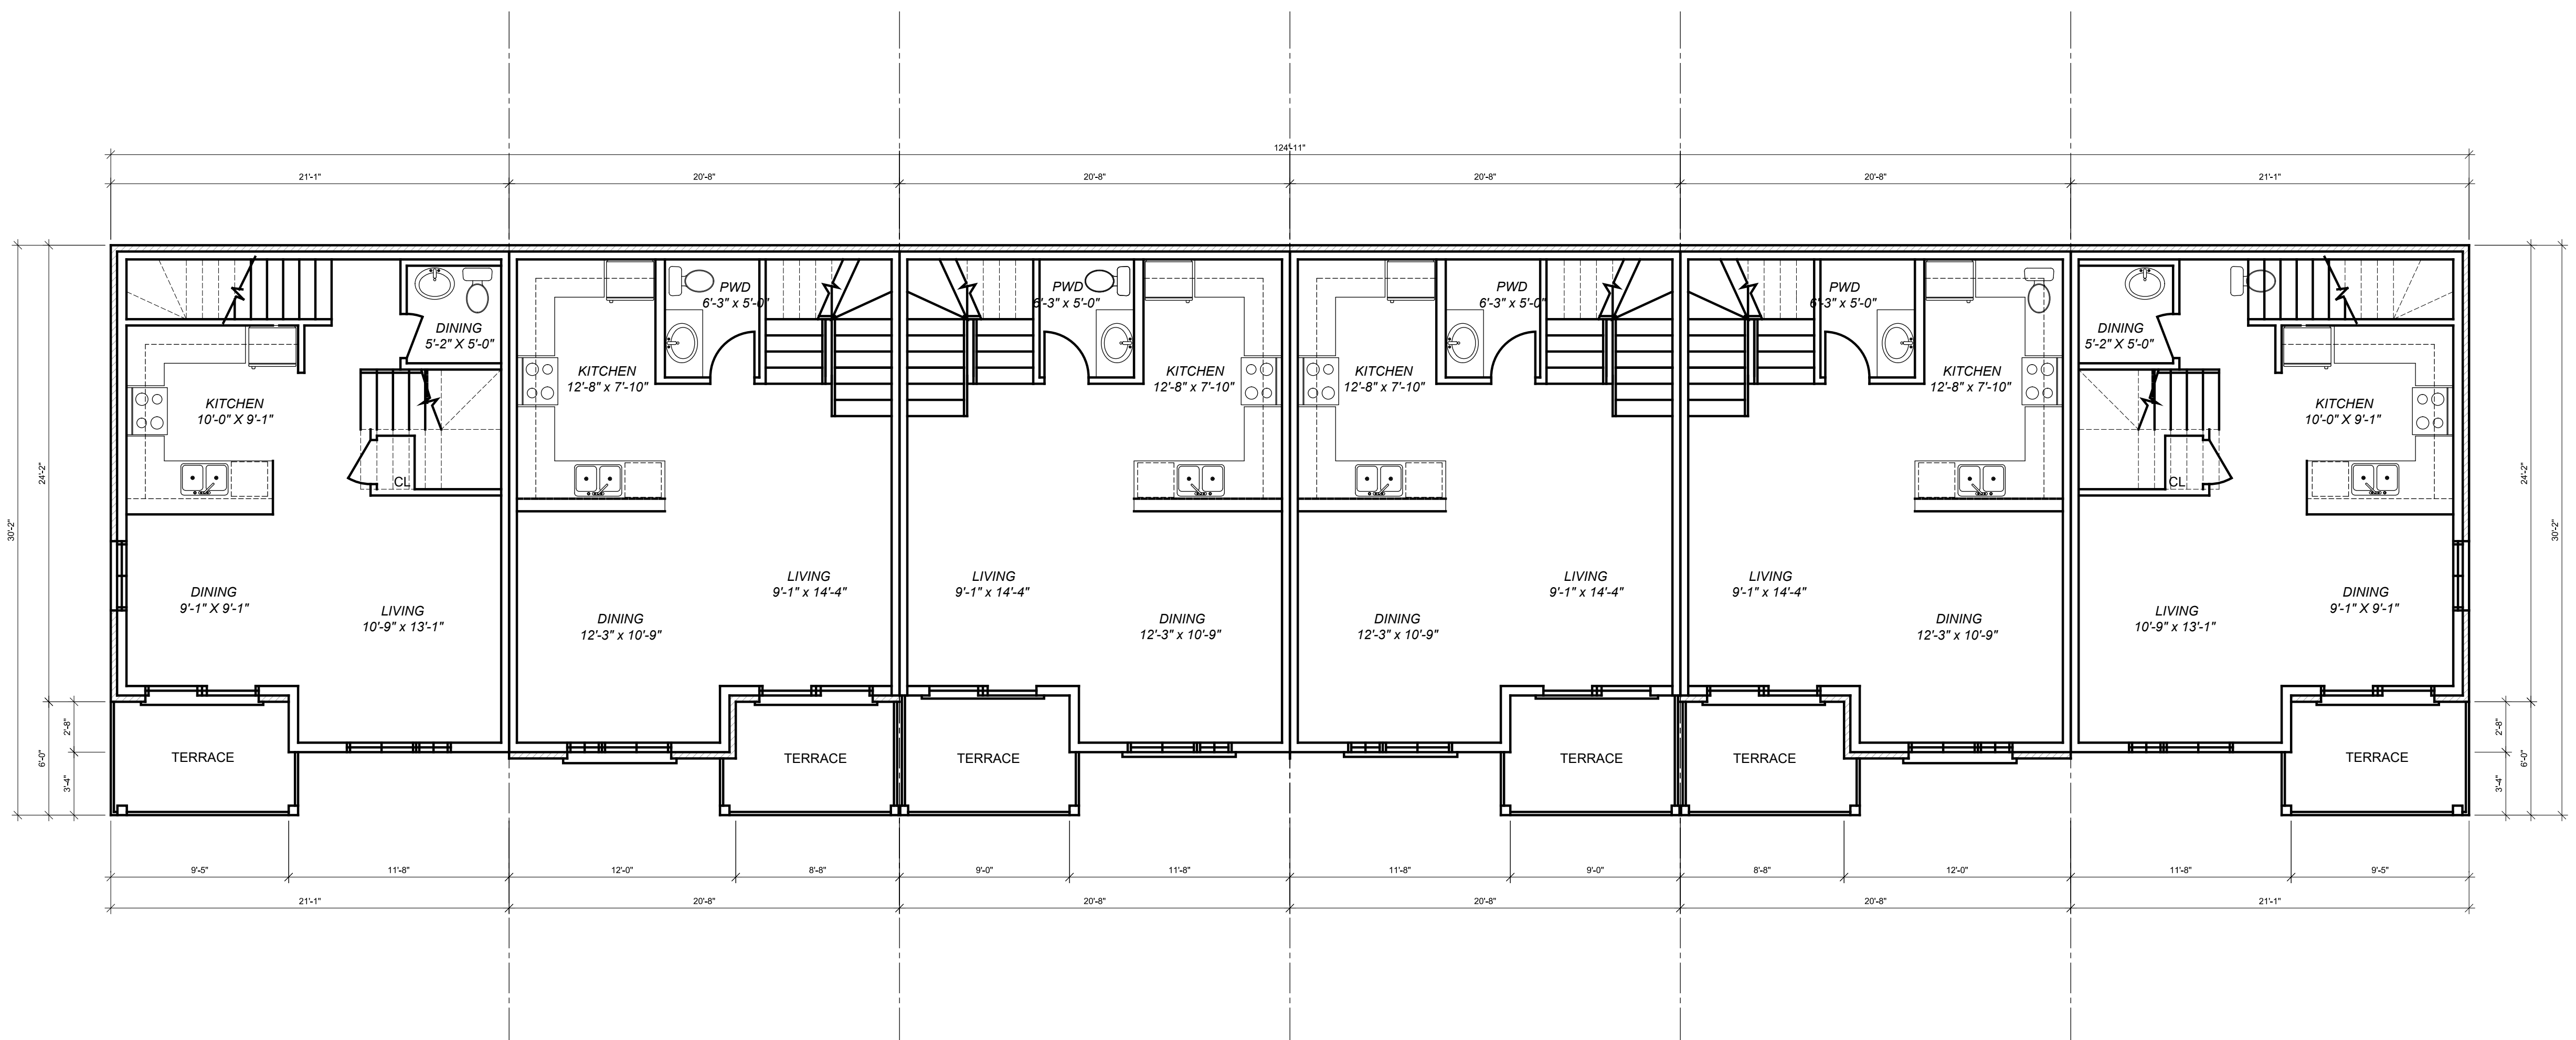 124'-11"
21'-1" 20'-8" 20'-8" 20'-8" 20'-8" 21'-1"
PWD PWD PWD PWD
6'-3" x 5'-0" 6'-3" x 5'-0" 6'-3" x 5'-0" 6'-3" x 5'-0"
DINING DINING
5'-2" X 5'-0" 5'-2" X 5'-0"
KITCHEN KITCHEN KITCHEN KITCHEN
12'-8" x 7'-10" 12'-8" x 7'-10" 12'-8" x 7'-10" 12'-8" x 7'-10"
KITCHEN KITCHEN
10'-0" X 9'-1" 10'-0" X 9'-1"
CL CL
24'-2" 24'-2"
30'-2" 30'-2"
LIVING LIVING LIVING LIVING
9'-1" x 14'-4" 9'-1" x 14'-4" 9'-1" x 14'-4" 9'-1" x 14'-4"
DINING DINING
9'-1" X 9'-1" 9'-1" X 9'-1"
LIVING LIVING
10'-9" x 13'-1" 10'-9" x 13'-1"
DINING DINING DINING DINING
12'-3" x 10'-9" 12'-3" x 10'-9" 12'-3" x 10'-9" 12'-3" x 10'-9"
2'-8" 2'-8"
6'-0" TERRACE TERRACE TERRACE TERRACE TERRACE TERRACE 6'-0"
3'-4" 3'-4"
9'-5" 11'-8" 12'-0" 8'-8" 9'-0" 11'-8" 11'-8" 9'-0" 8'-8" 12'-0" 11'-8" 9'-5"
21'-1" 20'-8" 20'-8" 20'-8" 20'-8" 21'-1"